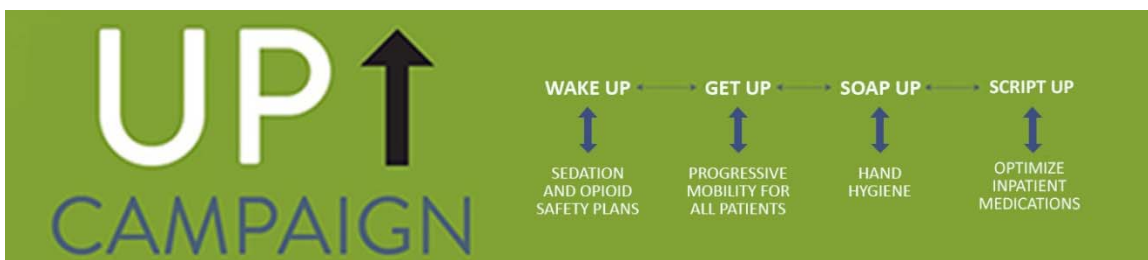 UP
CAMPAIGN
WAKE UP
GET UP
SOAP UP
SCRIPT UP
SEDATION
AND OPIOID
SAFETY PLANS
PROGRESSIVE
MOBILITY FOR
ALL PATIENTS
HAND
HYGIENE
OPTIMIZE
INPATIENT
MEDICATIONS